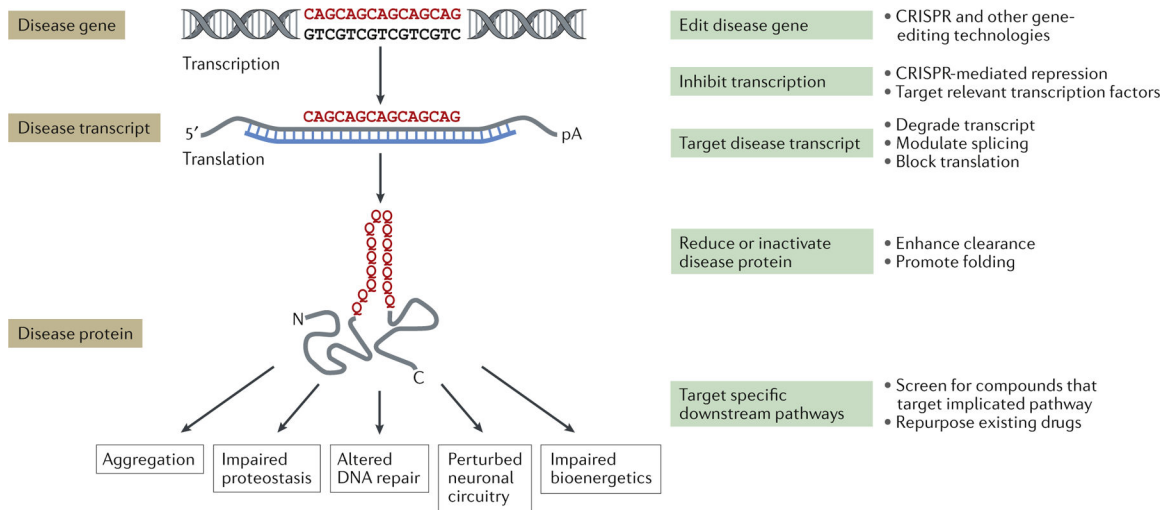 Disease gene
CAGCAGCAGCAGCAG
GTCGTCGTCGTCGTC
Transcription
Disease transcript
CAGCAGCAGCAGCAG
5′
pA
Translation
QQ
Q Q
Q Q
Q Q
Q Q
Q Q
Q Q
Q Q
Q Q
Q Q
N
C
Disease protein
Aggregation
Impaired
proteostasis
Altered
DNA repair
Perturbed
neuronal
circuitry
Impaired
bioenergetics
Edit disease gene
• CRISPR and other gene-
editing technologies
Inhibit transcription
• CRISPR-mediated repression
• Target relevant transcription factors
Target disease transcript
• Degrade transcript
• Modulate splicing
• Block translation
Reduce or inactivate
disease protein
• Enhance clearance
• Promote folding
Target specific
downstream pathways
• Screen for compounds that
target implicated pathway
• Repurpose existing drugs